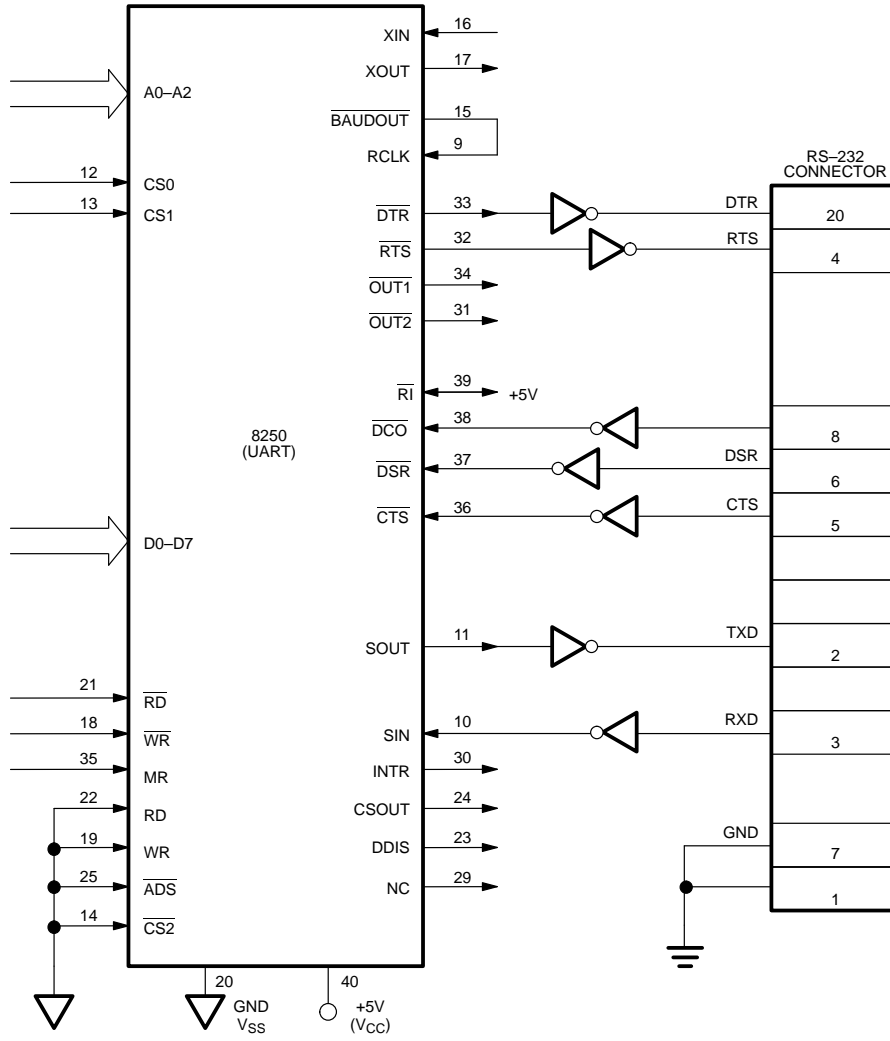 XIN 16
XOUT 17
A0–A2
BAUDOUT 15
RCLK 9
RS–232
CONNECTOR
12 CS0
13 CS1
DTR 33 DTR 20
RTS 32 RTS 4
OUT1 34
OUT2 31
RI 39 +5V
8250
(UART)
DCO 38 8
DSR 37 DSR 6
CTS 36 CTS 5
D0–D7
SOUT 11 TXD 2
21 RD
18 WR
SIN 10 RXD 3
35 MR
INTR 30
22 RD
CSOUT 24
19 WR
DDIS 23
GND 7
25 ADS
NC 29
1
14 CS2
20 40
GND
VSS
+5V
(VCC)